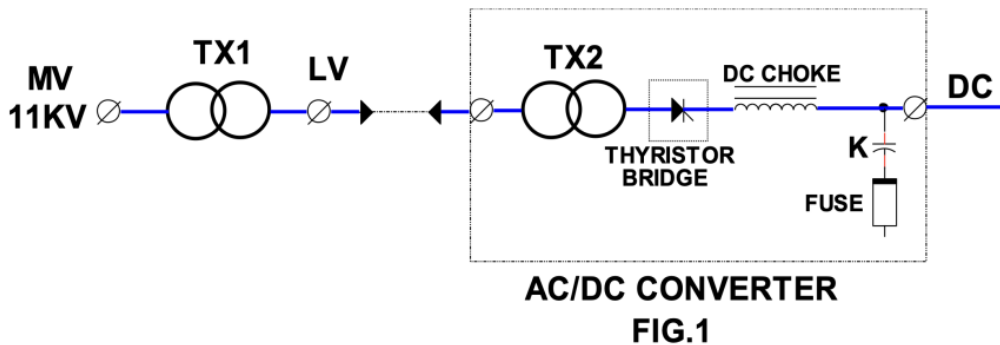 MV
11KV
TX1
LV
TX2
THYRISTOR
BRIDGE
DC CHOKE
K
FUSE
DC
AC/DC CONVERTER
FIG.1